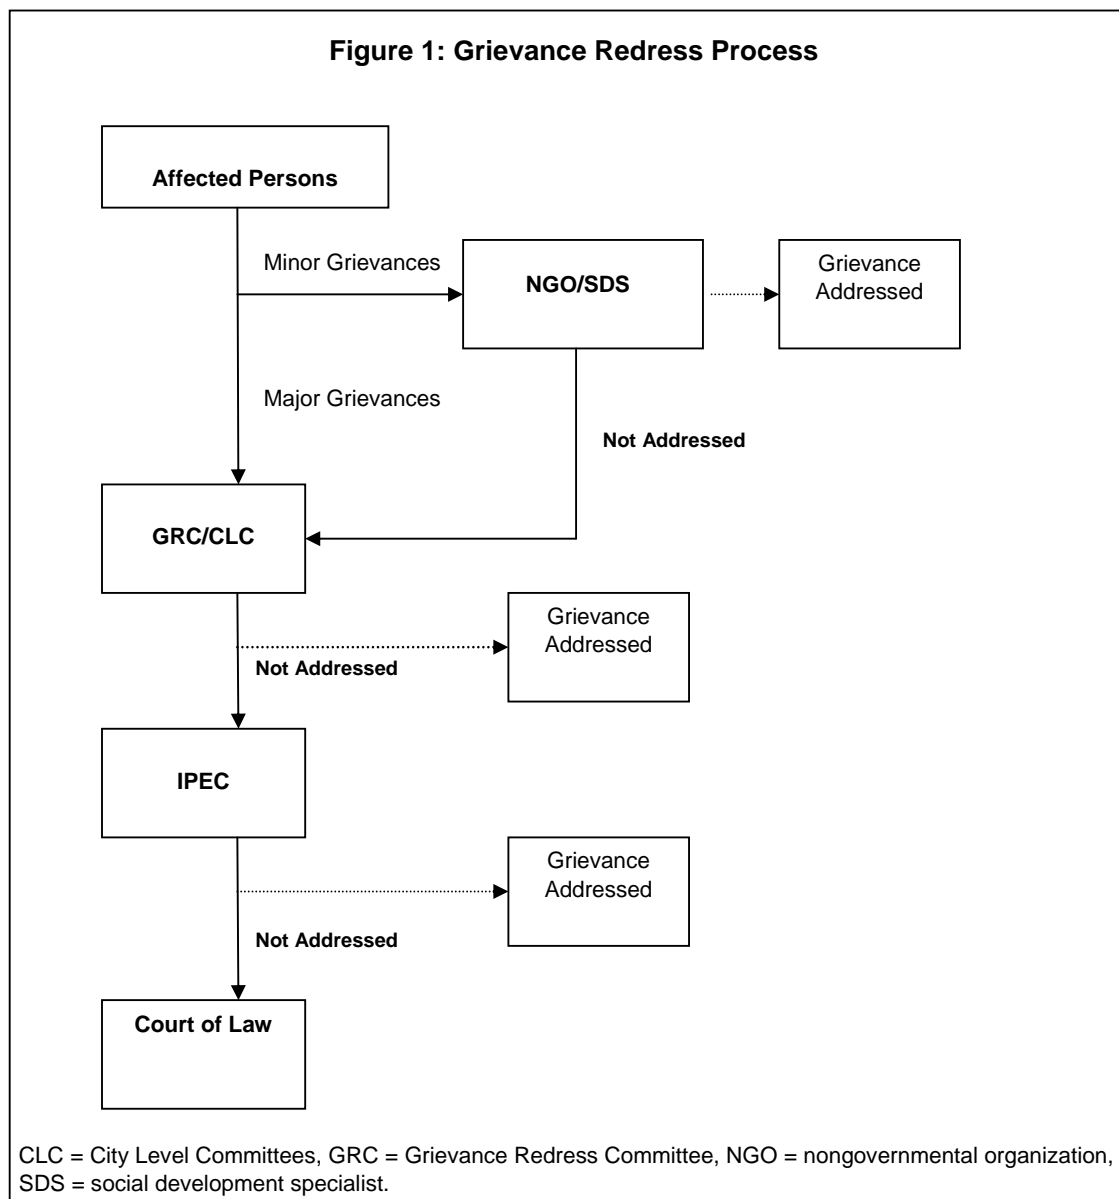 Figure 1: Grievance Redress Process
Affected Persons
Minor Grievances
NGO/SDS
Grievance
Addressed
Major Grievances
Not Addressed
GRC/CLC
Grievance
Addressed
Not Addressed
IPEC
Grievance
Addressed
Not Addressed
Court of Law
CLC = City Level Committees, GRC = Grievance Redress Committee, NGO = nongovernmental organization,
SDS = social development specialist.